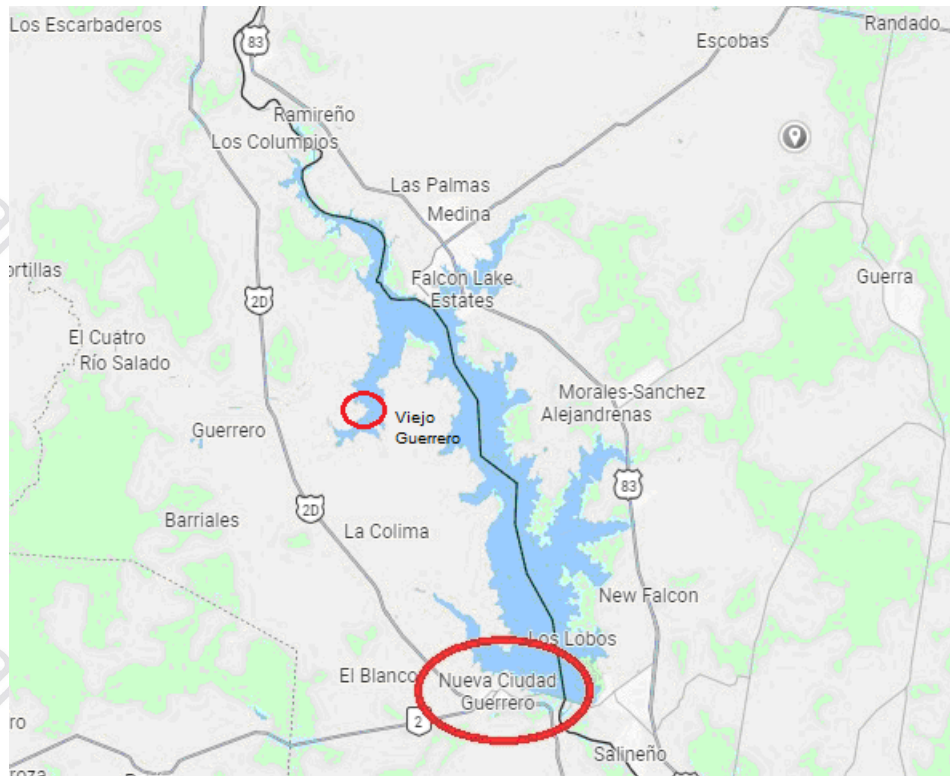 Los Escarbaderos
Randado
83
Escobas
Ramireño
Los Columpios
Las Palmas
Medina
Falcon Lake
Estates
Guerra
ortillas
2D
El Cuatro
Río Salado
Morales-Sanchez
Alejandrenas
Viejo
Guerrero
Guerrero
83
2D
Barriales
La Colima
New Falcon
Los Lobos
El Blanco
Nueva Ciudad
Guerrero
2
ro
Salineño